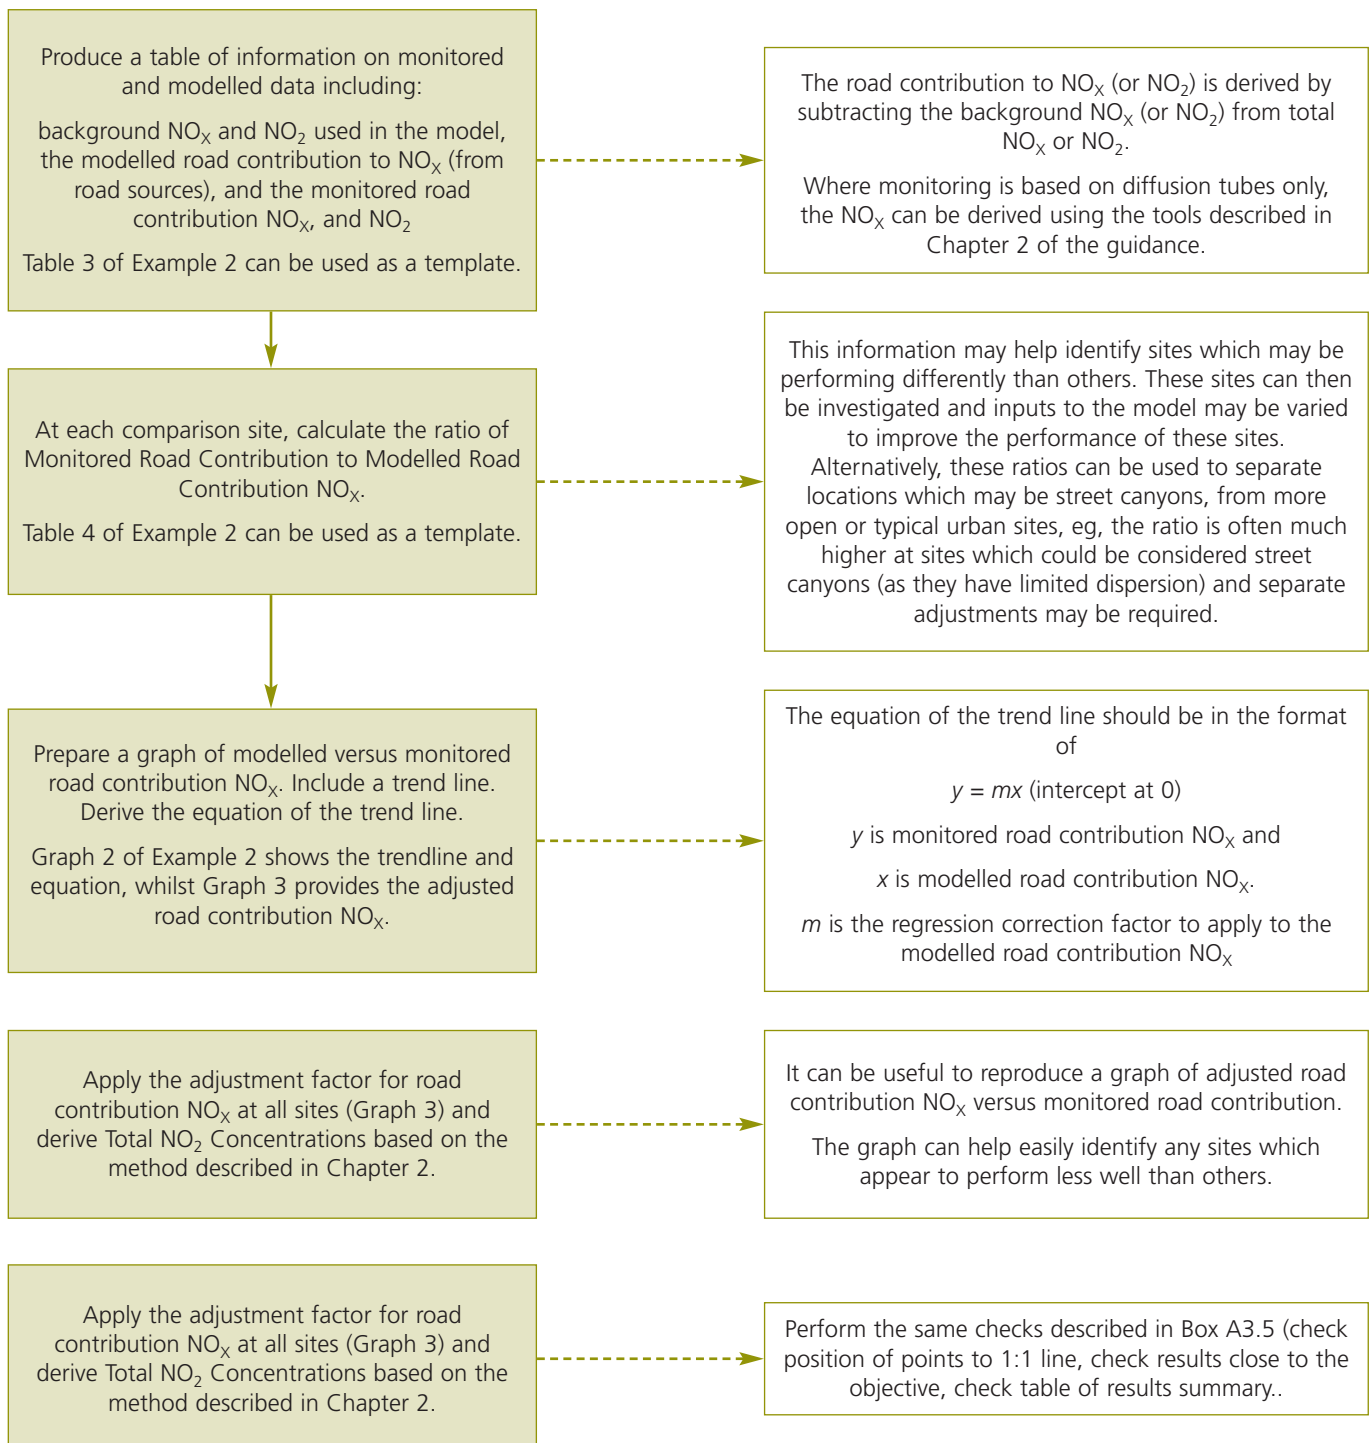 Produce a table of information on monitored
and modelled data including:
background NOX and NO2 used in the model,
the modelled road contribution to NOX (from
road sources), and the monitored road
contribution NOX, and NO2
Table 3 of Example 2 can be used as a template.
The road contribution to NOX (or NO2) is derived by
subtracting the background NOX (or NO2) from total
NOX or NO2.
Where monitoring is based on diffusion tubes only,
the NOX can be derived using the tools described in
Chapter 2 of the guidance.
At each comparison site, calculate the ratio of
Monitored Road Contribution to Modelled Road
Contribution NOX.
Table 4 of Example 2 can be used as a template.
This information may help identify sites which may be
performing differently than others. These sites can then
be investigated and inputs to the model may be varied
to improve the performance of these sites.
Alternatively, these ratios can be used to separate
locations which may be street canyons, from more
open or typical urban sites, eg, the ratio is often much
higher at sites which could be considered street
canyons (as they have limited dispersion) and separate
adjustments may be required.
Prepare a graph of modelled versus monitored
road contribution NOX. Include a trend line.
Derive the equation of the trend line.
Graph 2 of Example 2 shows the trendline and
equation, whilst Graph 3 provides the adjusted
road contribution NOX.
The equation of the trend line should be in the format
of
y = mx (intercept at 0)
y is monitored road contribution NOX and
x is modelled road contribution NOX.
m is the regression correction factor to apply to the
modelled road contribution NOX
Apply the adjustment factor for road
contribution NOX at all sites (Graph 3) and
derive Total NO2 Concentrations based on the
method described in Chapter 2.
It can be useful to reproduce a graph of adjusted road
contribution NOX versus monitored road contribution.
The graph can help easily identify any sites which
appear to perform less well than others.
Apply the adjustment factor for road
contribution NOX at all sites (Graph 3) and
derive Total NO2 Concentrations based on the
method described in Chapter 2.
Perform the same checks described in Box A3.5 (check
position of points to 1:1 line, check results close to the
objective, check table of results summary..